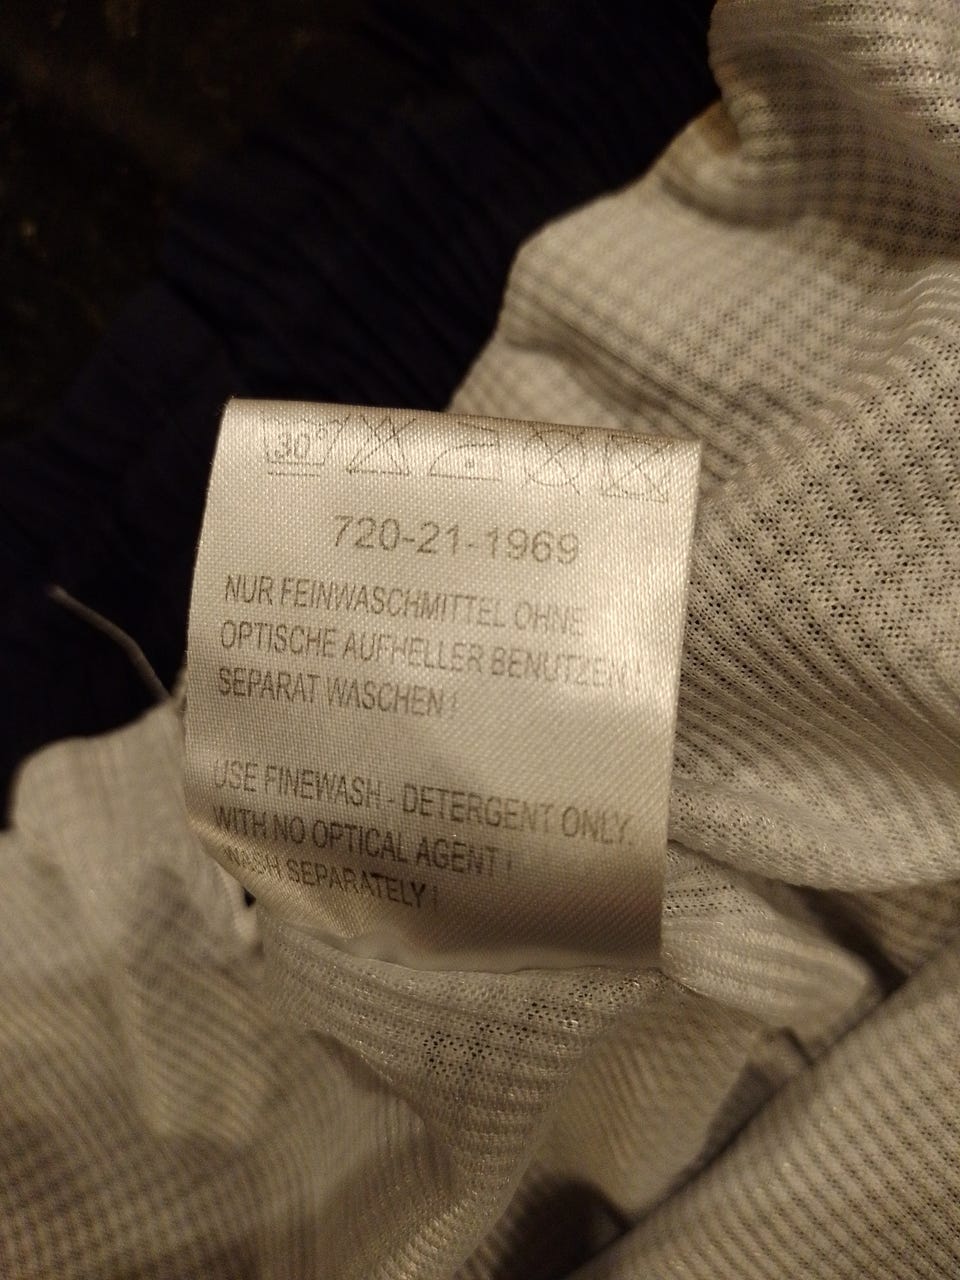 30°
720-21-1969
NUR FEINWASCHMITTEL OHNE
OPTISCHE AUFHELLER BENUTZEN !
SEPARAT WASCHEN !
USE FINEWASH - DETERGENT ONLY.
WITH NO OPTICAL AGENT !
WASH SEPARATELY !